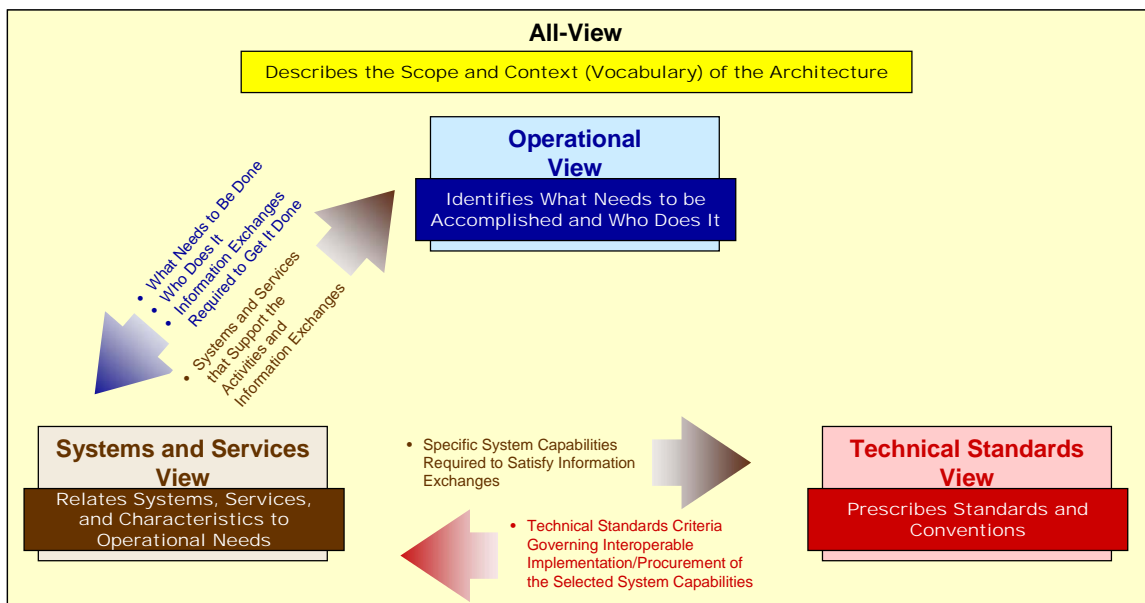 All-View
Describes the Scope and Context (Vocabulary) of the Architecture
Operational
View
Identifies What Needs to be
Accomplished and Who Does It
• What Needs to Be Done
• Who Does It
• Information Exchanges
Required to Get It Done
• Systems and Services
that Support the
Activities and
Information Exchanges
Systems and Services
View
Relates Systems, Services,
and Characteristics to
Operational Needs
• Specific System Capabilities
Required to Satisfy Information
Exchanges
• Technical Standards Criteria
Governing Interoperable
Implementation/Procurement of
the Selected System Capabilities
Technical Standards
View
Prescribes Standards and
Conventions